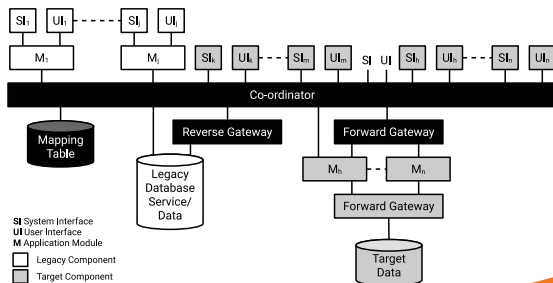 SI₁ UI₁ SIⱼ UIⱼ
M₁ Mⱼ SIₖ UIₖ SIₘ UIₘ SI UI SIₕ UIₕ SIₙ UIₙ
Co-ordinator
Mapping
Table
Reverse Gateway
Forward Gateway
Legacy
Database
Service/
Data
Mₕ Mₙ
Forward Gateway
Target
Data
SI System Interface
UI User Interface
M Application Module
Legacy Component
Target Component